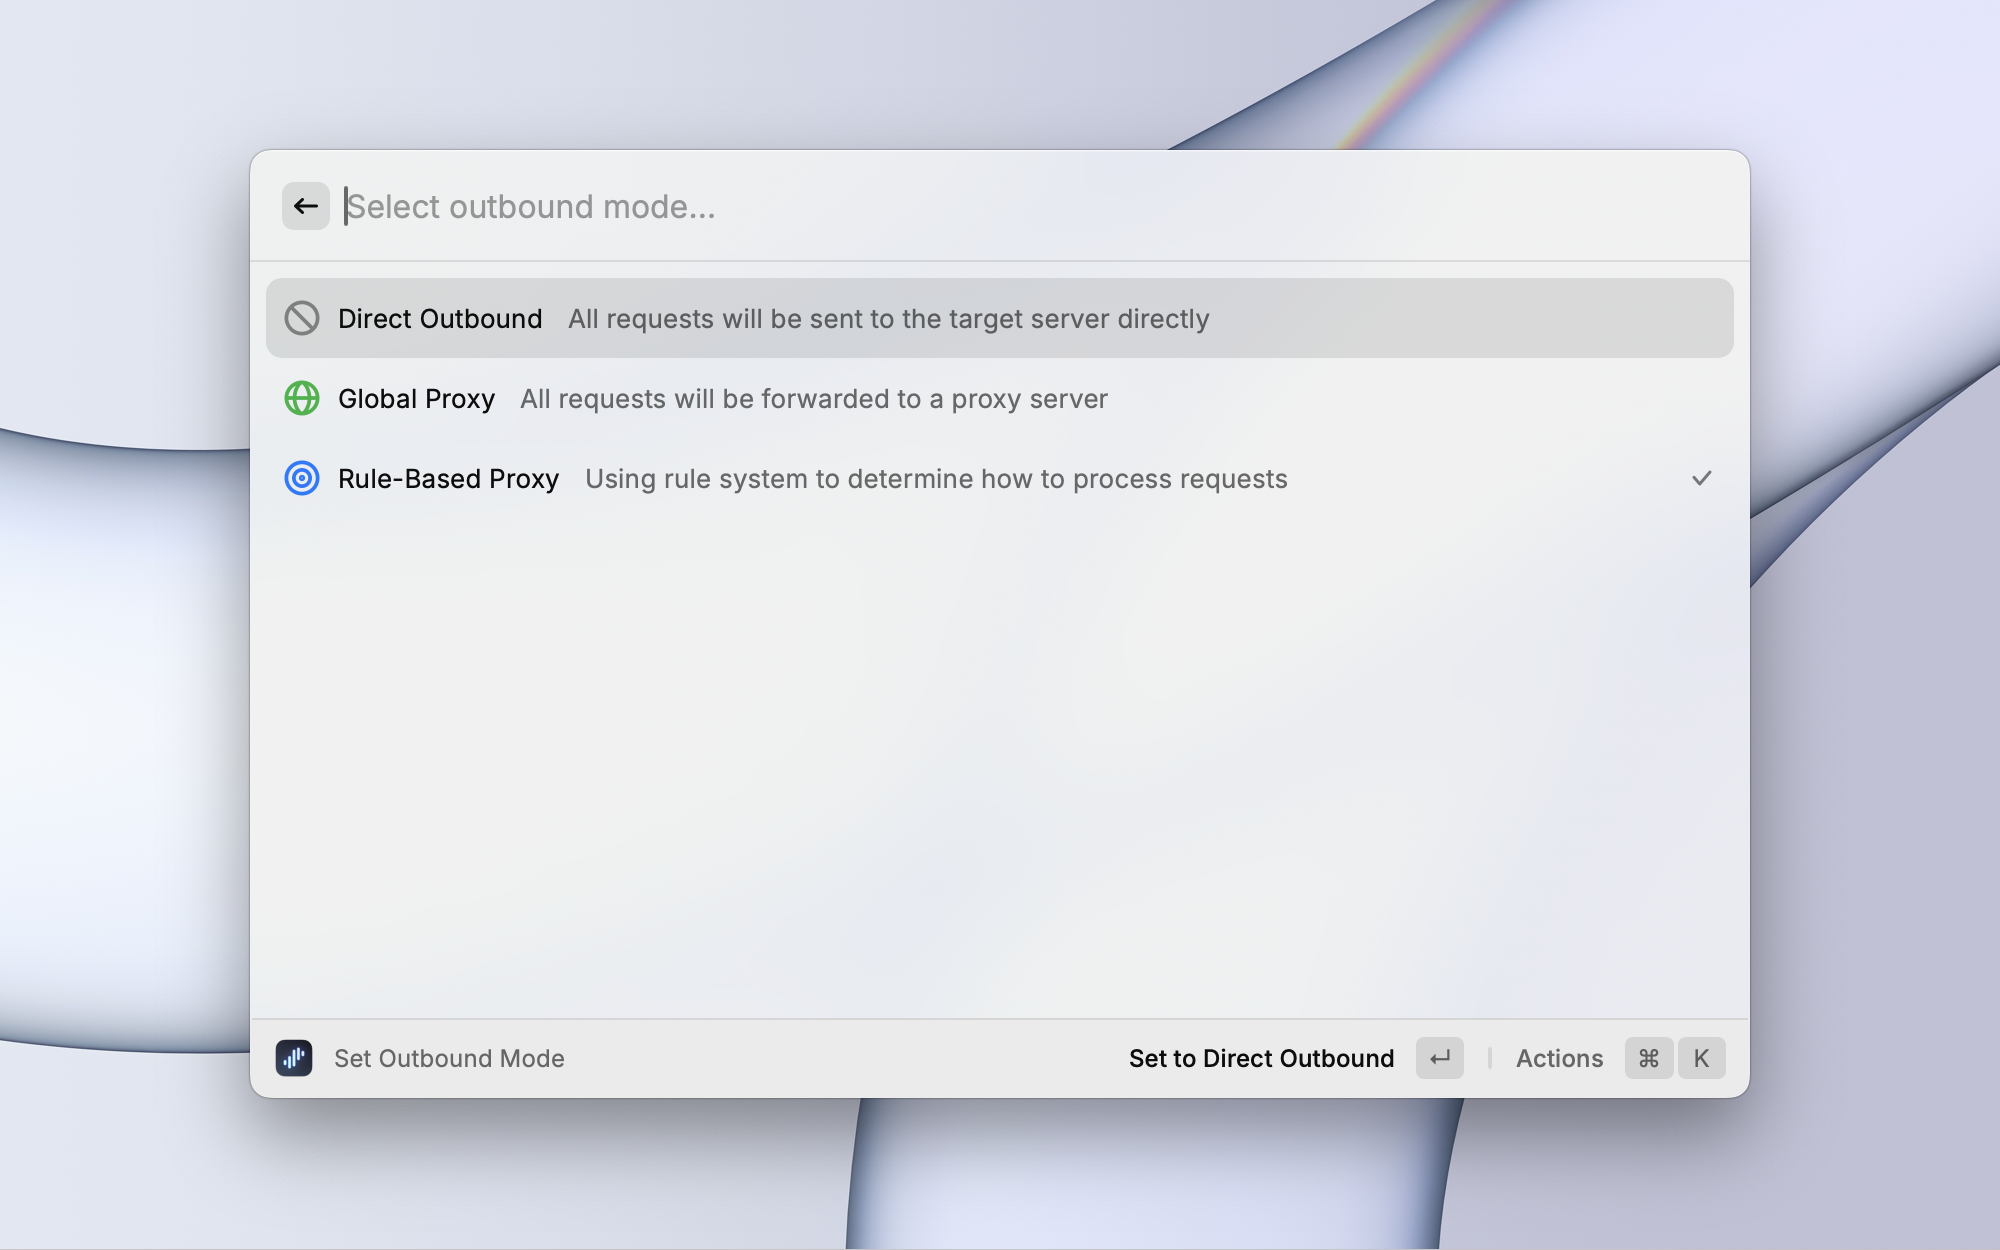 Select outbound mode...
Direct Outbound All requests will be sent to the target server directly
Global Proxy All requests will be forwarded to a proxy server
Rule-Based Proxy Using rule system to determine how to process requests
Set Outbound Mode Set to Direct Outbound ↵ Actions ⌘ K